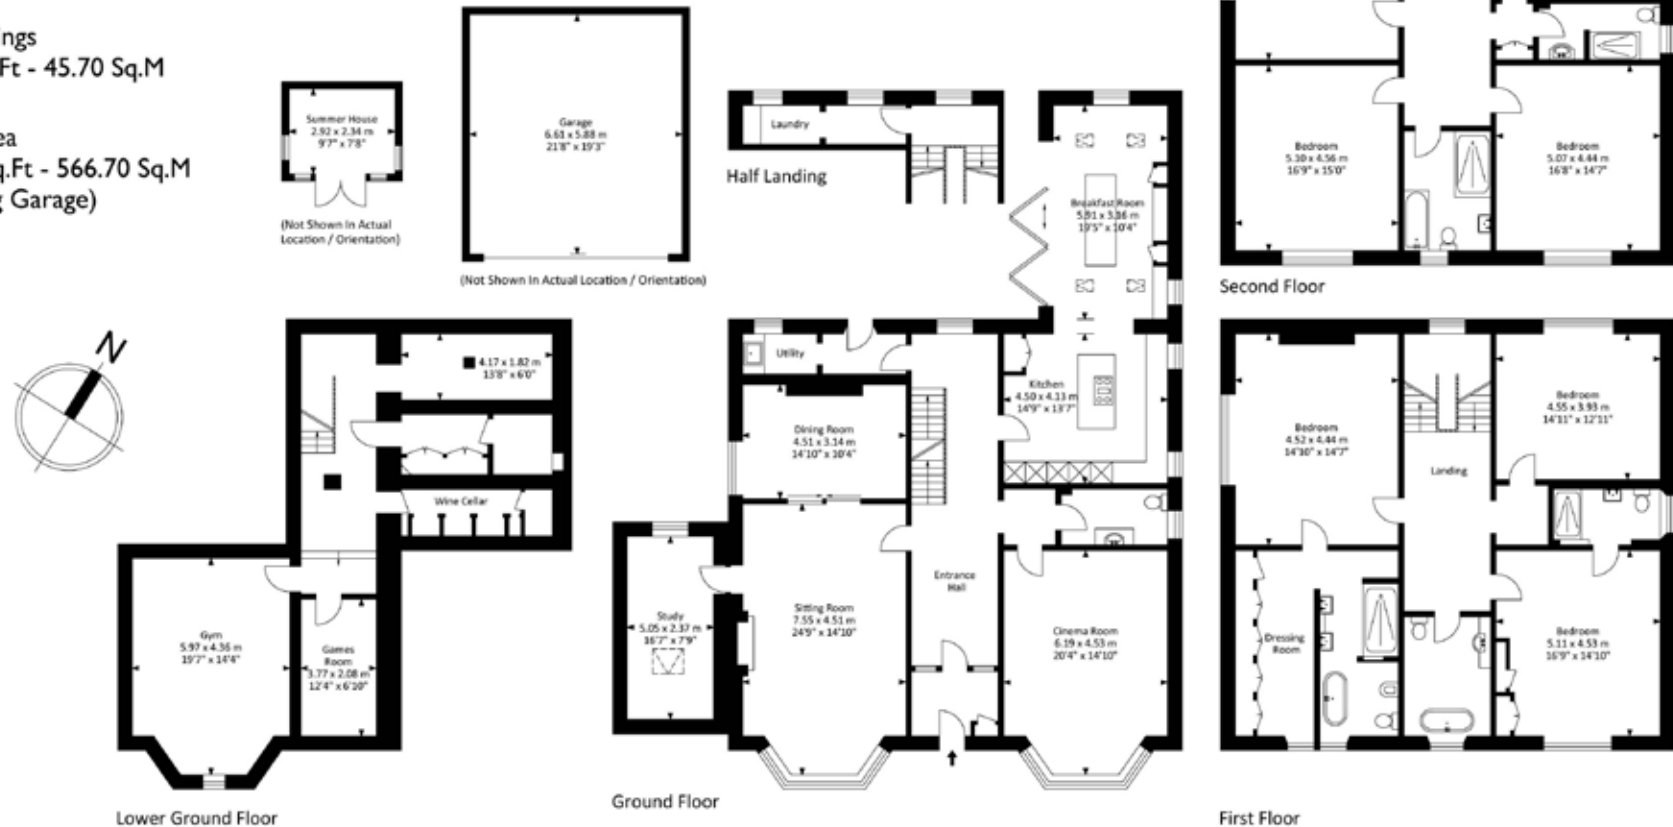 ings
Ft - 45.70 Sq.M
ea
q.Ft - 566.70 Sq.M
g Garage)
Summer House
2.92 x 2.34 m
9'7" x 7'8"
(Not Shown In Actual
Location / Orientation)
Garage
6.61 x 5.88 m
21'8" x 19'3"
(Not Shown In Actual Location / Orientation)
Laundry
Half Landing
Breakfast Room
5.91 x 3.16 m
19'5" x 10'4"
Bedroom
5.10 x 4.56 m
16'9" x 15'0"
Bedroom
5.07 x 4.44 m
16'8" x 14'7"
Second Floor
N
4.17 x 1.82 m
13'8" x 6'0"
Wine Cellar
Gym
5.97 x 4.36 m
19'7" x 14'4"
Games
Room
3.77 x 2.08 m
12'4" x 6'10"
Lower Ground Floor
Utility
Kitchen
4.50 x 4.13 m
14'9" x 13'7"
Dining Room
4.51 x 3.14 m
14'10" x 10'4"
Entrance
Hall
Study
5.05 x 2.37 m
16'7" x 7'9"
Sitting Room
7.55 x 4.51 m
24'9" x 14'10"
Cinema Room
6.19 x 4.53 m
20'4" x 14'10"
Ground Floor
Bedroom
4.55 x 3.93 m
14'11" x 12'11"
Bedroom
4.52 x 4.44 m
14'10" x 14'7"
Landing
Dressing
Room
Bedroom
5.11 x 4.53 m
16'9" x 14'10"
First Floor